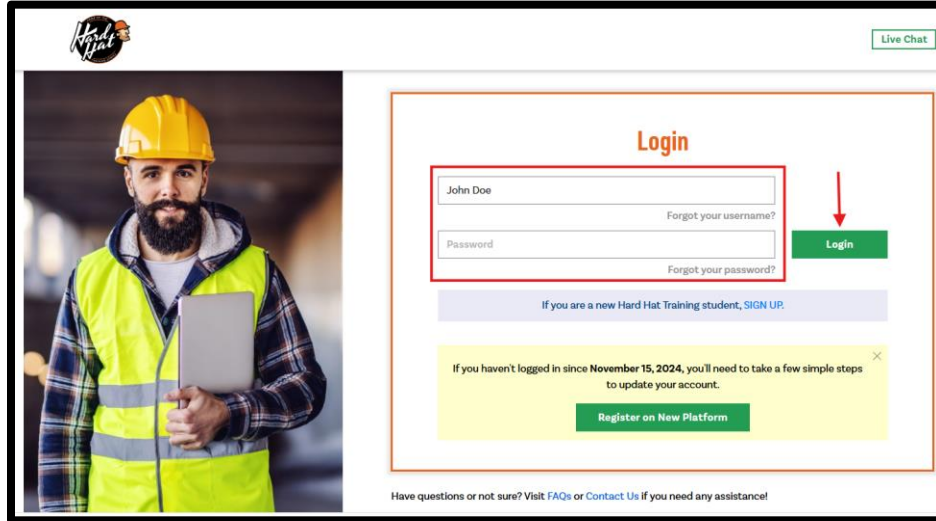 Hard Hat
Live Chat
Login
John Doe
Forgot your username?
Password
Login
Forgot your password?
If you are a new Hard Hat Training student, SIGN UP.
If you haven't logged in since November 15, 2024, you'll need to take a few simple steps
to update your account.
Register on New Platform
Have questions or not sure? Visit FAQs or Contact Us if you need any assistance!